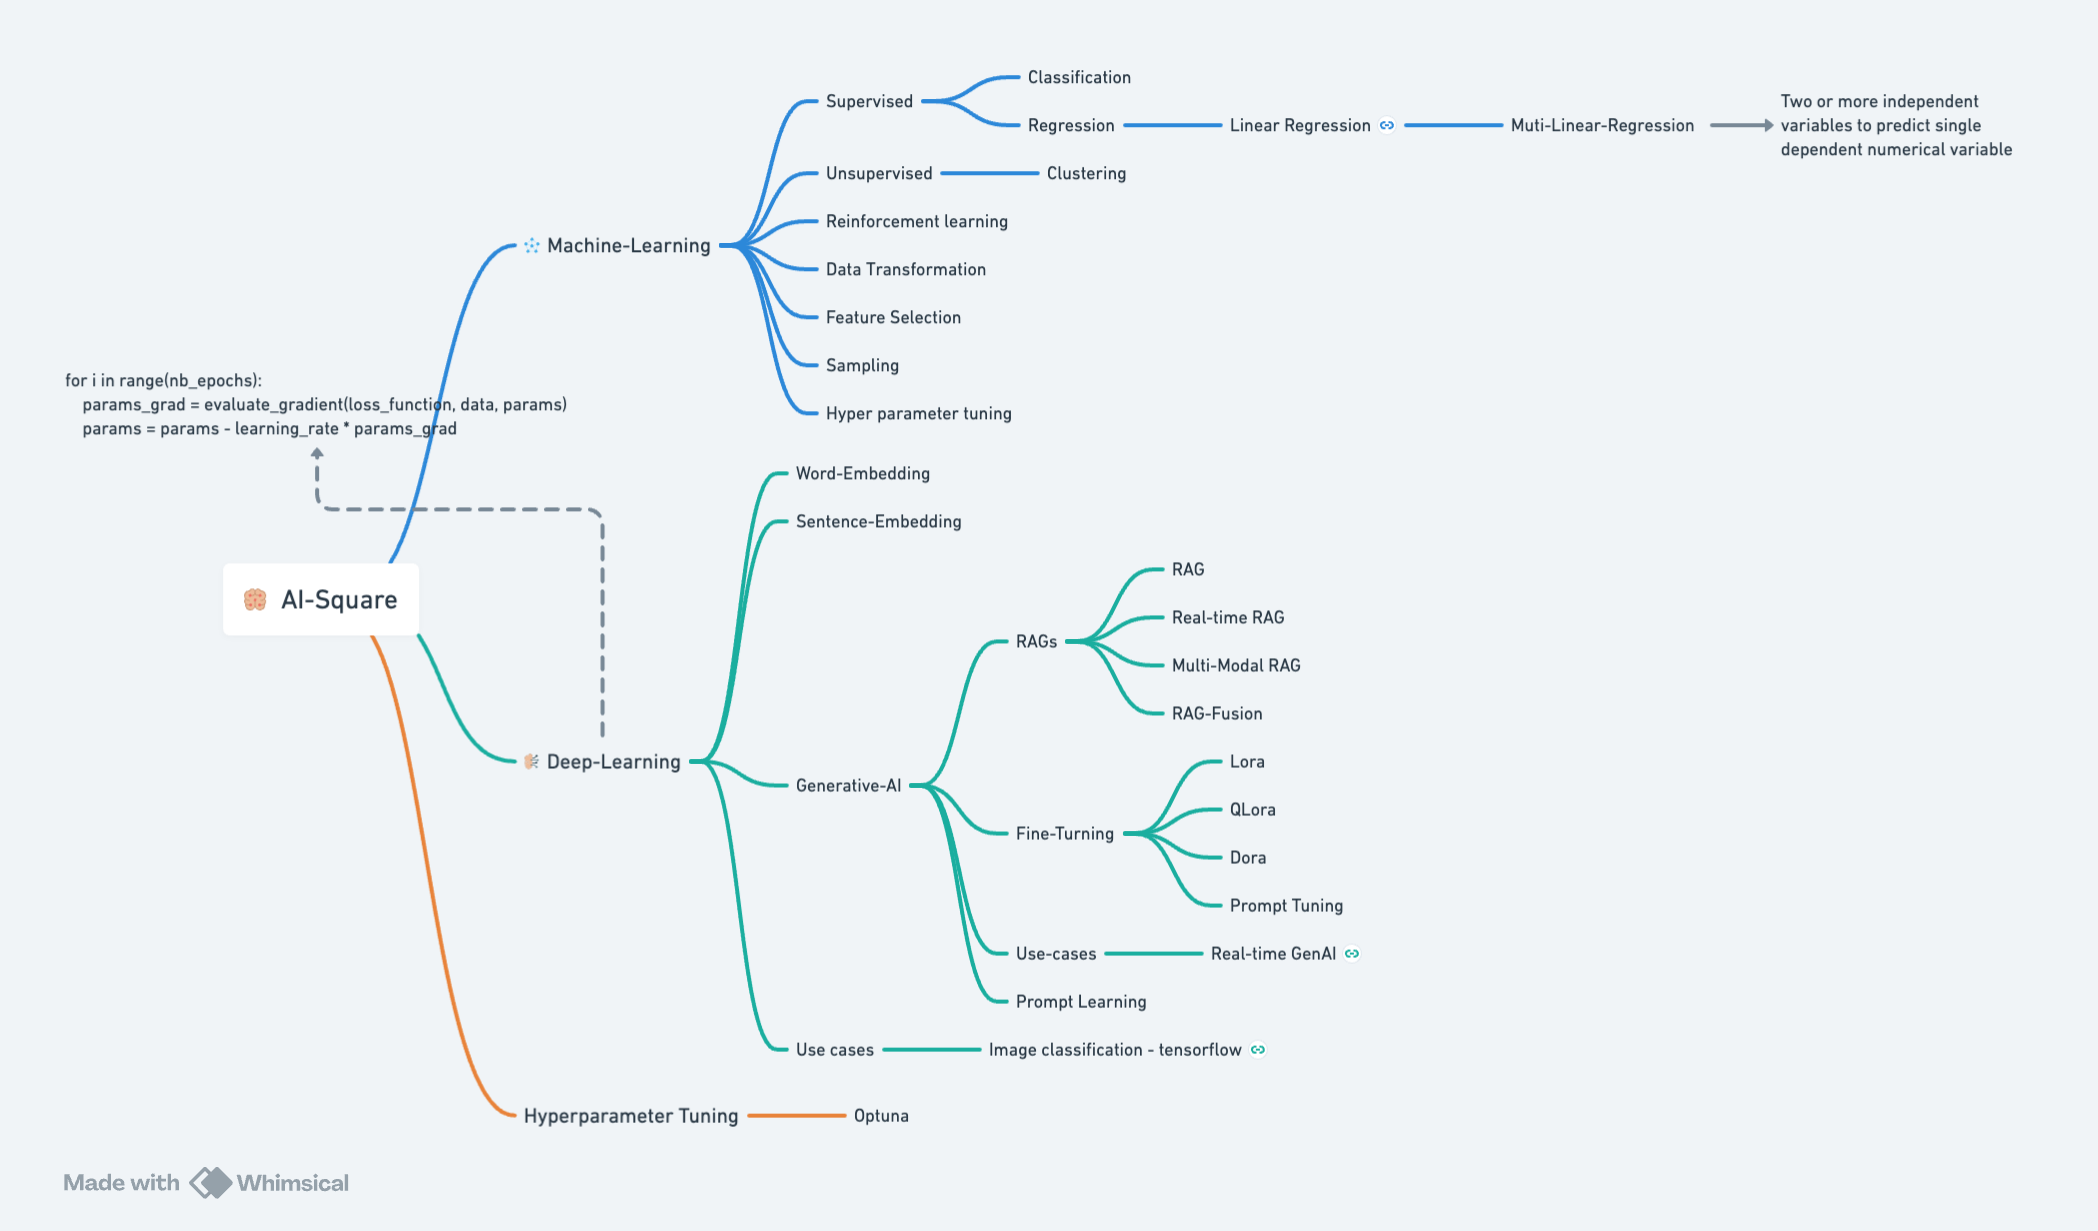 Classification
Supervised
Regression
Linear Regression
Muti-Linear-Regression
Two or more independent
variables to predict single
dependent numerical variable
Unsupervised
Clustering
Reinforcement learning
Machine-Learning
Data Transformation
Feature Selection
Sampling
Hyper parameter tuning
for i in range(nb_epochs):
params_grad = evaluate_gradient(loss_function, data, params)
params = params - learning_rate * params_grad
AI-Square
Word-Embedding
Sentence-Embedding
Deep-Learning
Generative-AI
RAGs
RAG
Real-time RAG
Multi-Modal RAG
RAG-Fusion
Fine-Turning
Lora
QLora
Dora
Prompt Tuning
Use-cases
Real-time GenAI
Prompt Learning
Use cases
Image classification - tensorflow
Hyperparameter Tuning
Optuna
Made with Whimsical